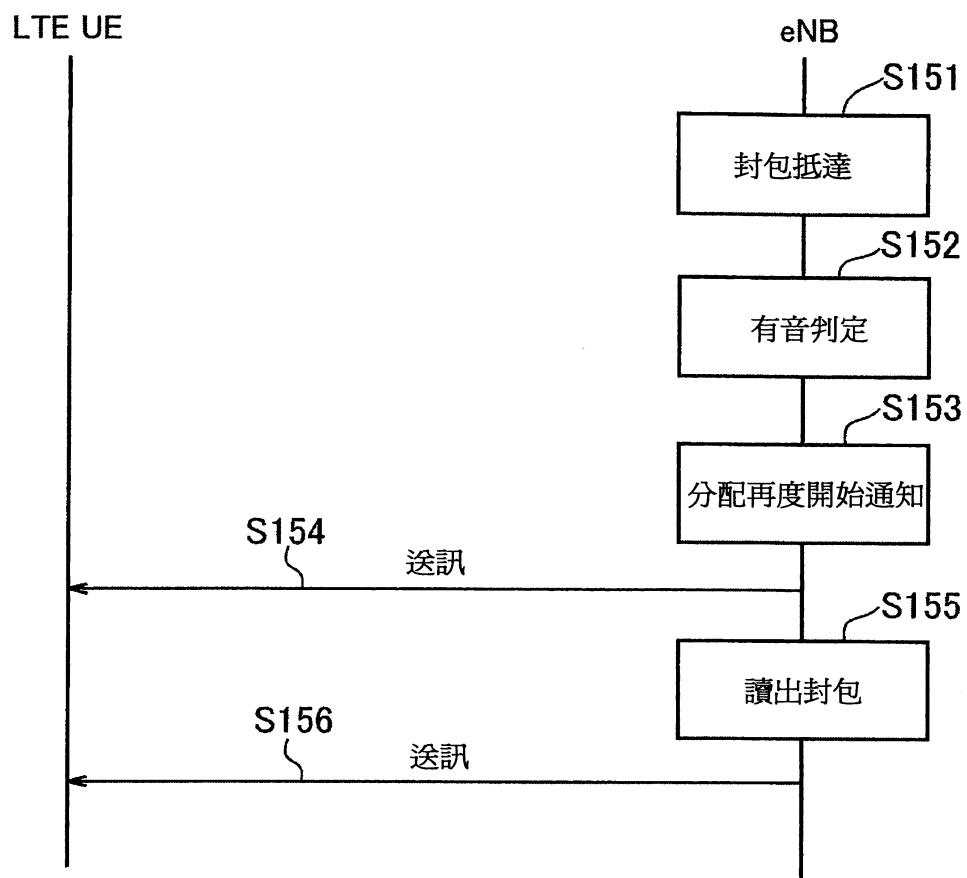 LTE UE
eNB
S151
封包抵達
S152
有音判定
S153
分配再度開始通知
S154
送訊
S155
讀出封包
S156
送訊